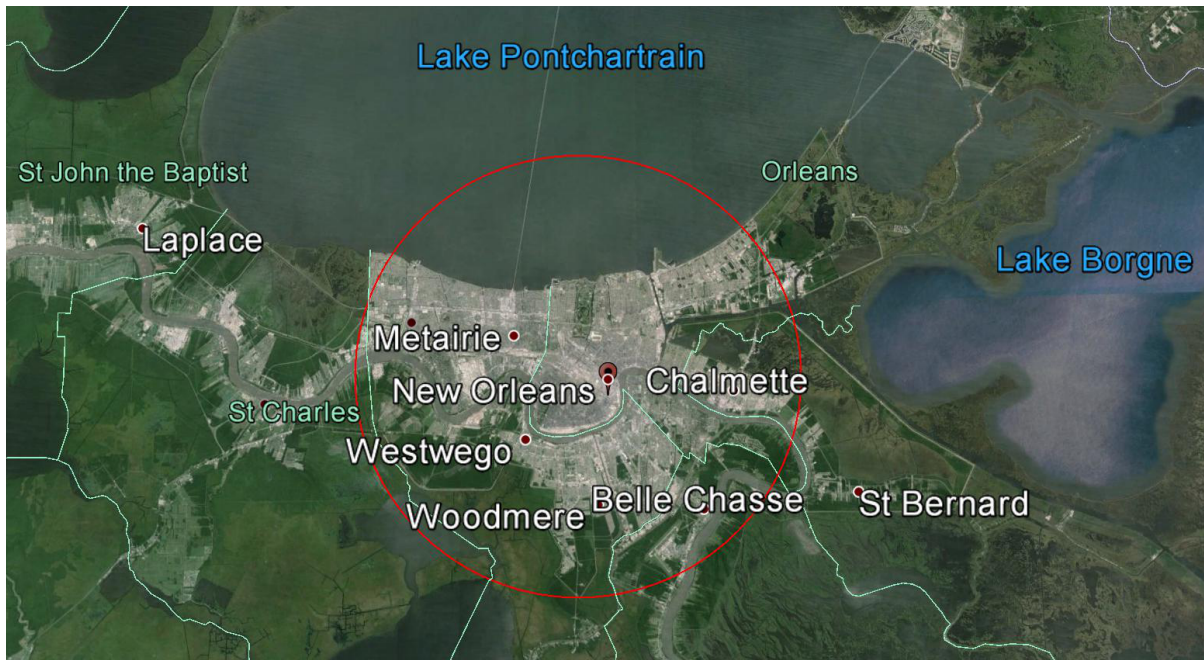 Lake Pontchartrain
St John the Baptist
Orleans
Laplace
Lake Borgne
Metairie
New Orleans
Chalmette
St Charles
Westwego
Woodmere
Belle Chasse
St Bernard